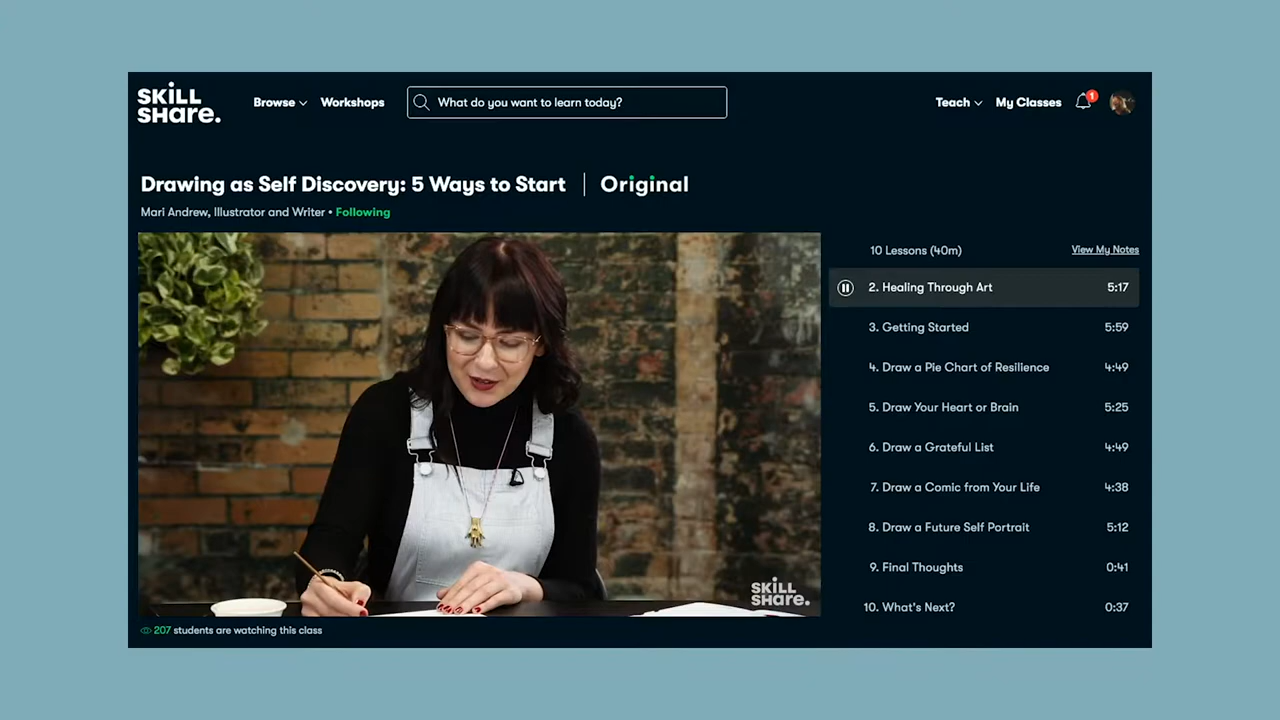 SKILL
SHARE.
Browse
Workshops
What do you want to learn today?
Teach
My Classes
1
Drawing as Self Discovery: 5 Ways to Start | Original
Mari Andrew, Illustrator and Writer • Following
10 Lessons (40m)
View My Notes
2. Healing Through Art 5:17
3. Getting Started 5:59
4. Draw a Pie Chart of Resilience 4:49
5. Draw Your Heart or Brain 5:25
6. Draw a Grateful List 4:49
7. Draw a Comic from Your Life 4:38
8. Draw a Future Self Portrait 5:12
9. Final Thoughts 0:41
10. What's Next? 0:37
SKILL
SHARE.
207 students are watching this class